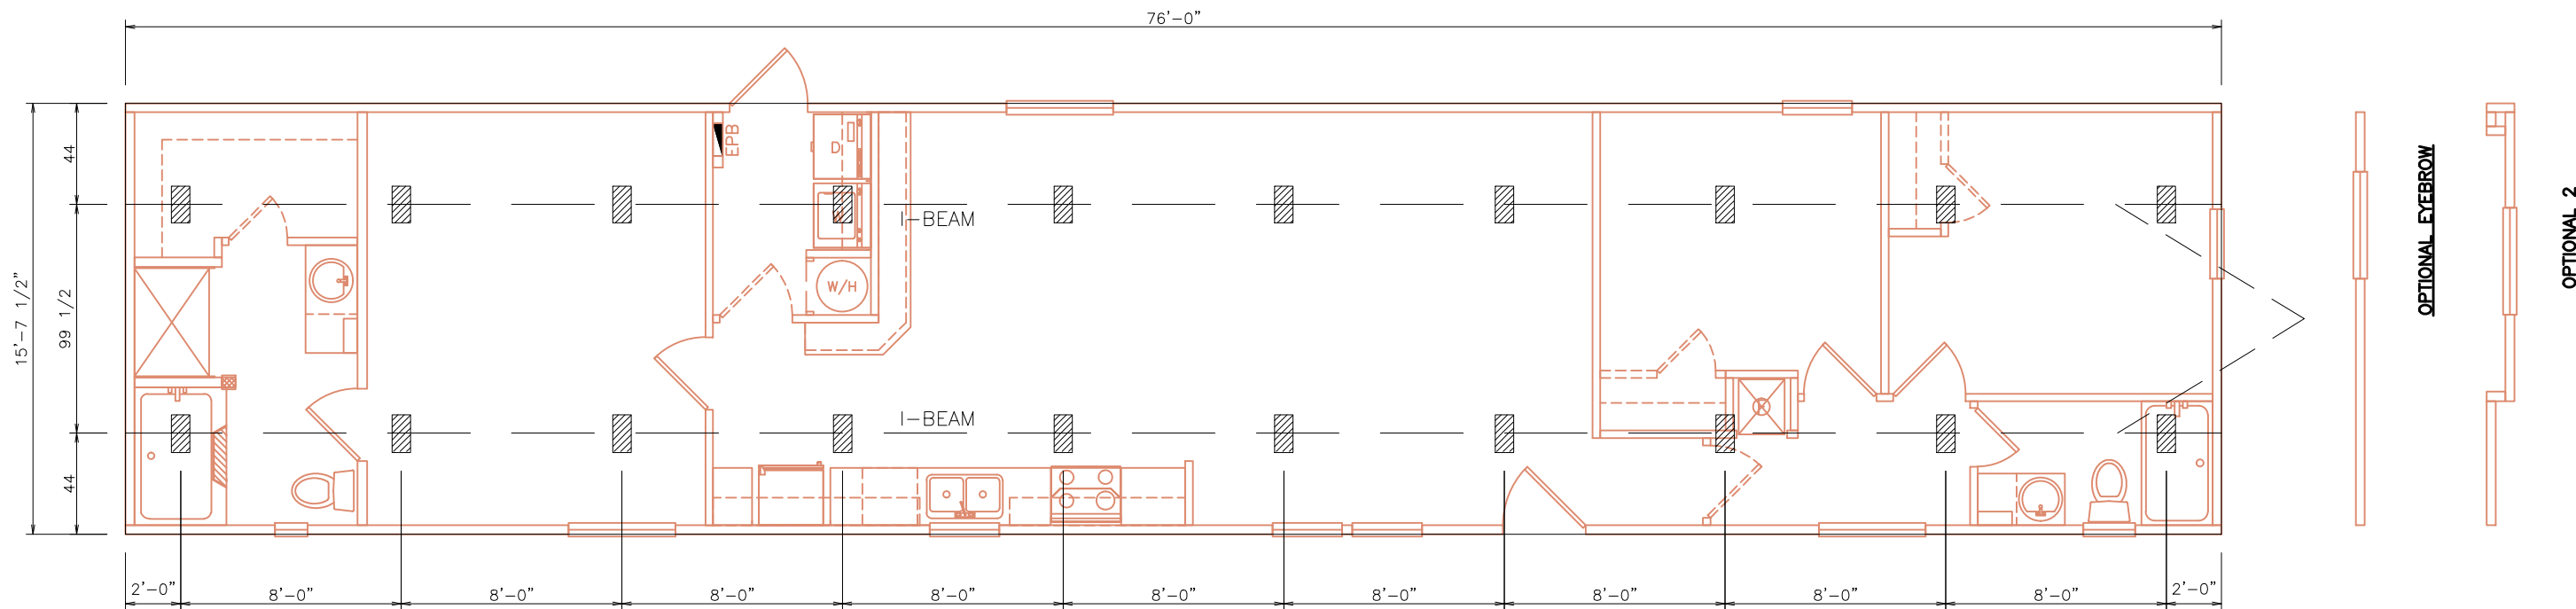 76'-0"
44
99 1/2
44
15'-7 1/2"
EPB
D
W/H
I-BEAM
I-BEAM
2'-0"
8'-0"
8'-0"
8'-0"
8'-0"
8'-0"
8'-0"
8'-0"
8'-0"
8'-0"
2'-0"
OPTIONAL EYEBROW
OPTIONAL 2